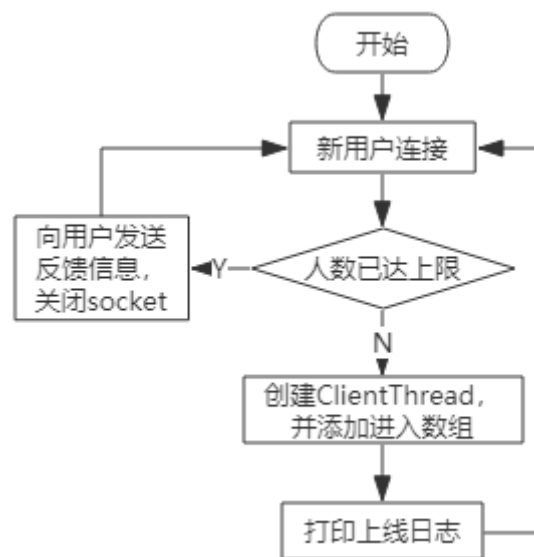 开始
新用户连接
向用户发送
反馈信息，
关闭socket
Y
人数已达上限
N
创建ClientThread，
并添加进入数组
打印上线日志